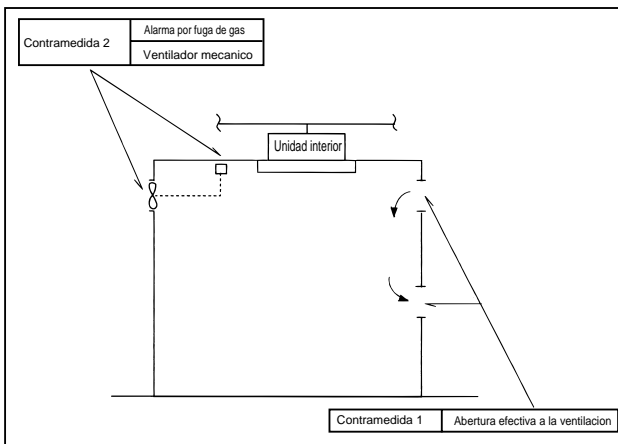 Contramedida 2
Alarma por fuga de gas
Ventilador mecanico
Unidad interior
Contramedida 1
Abertura efectiva a la ventilacion